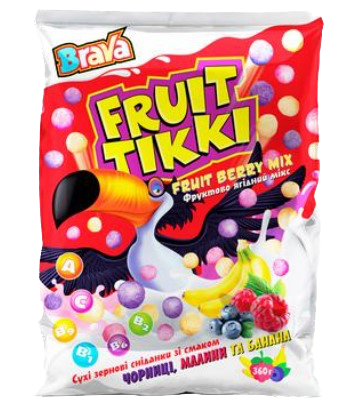 Brava
FRUIT
TIKKI
FRUIT BERRY MIX
Фруктово ягідний мікс
A
C
B₁
B₆
B₂
Сухі зернові сніданки зі смаком
ЧОРНИЦІ, МАЛИНИ ТА БАНАНА
360г